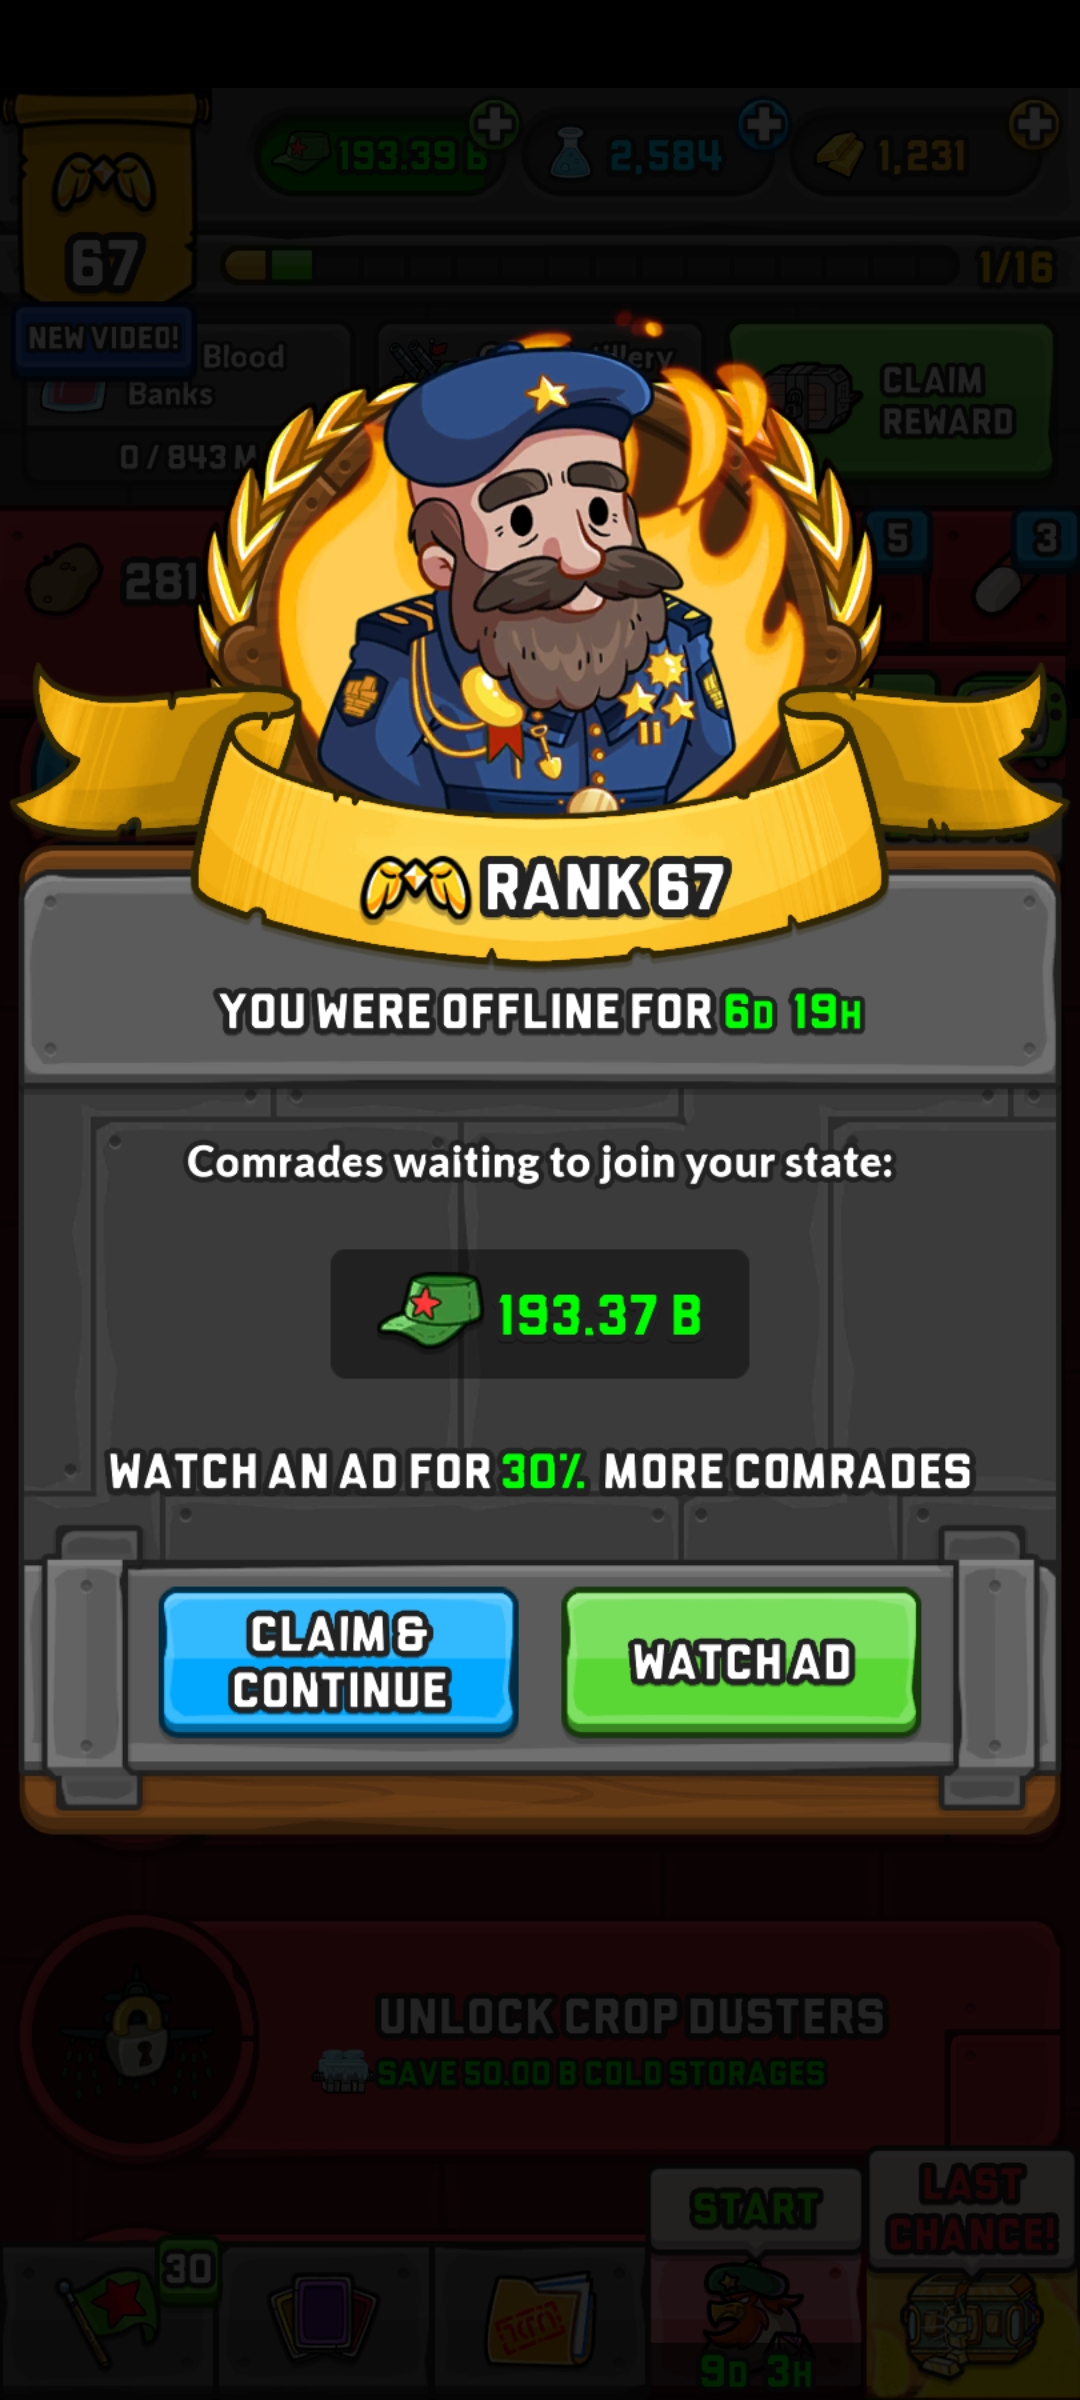 193.39 B
2,584
1,231
67
1/16
NEW VIDEO!
Blood
Banks
0 / 843 M
CLAIM
REWARD
281
5
3
RANK 67
YOU WERE OFFLINE FOR 6D 19H
Comrades waiting to join your state:
193.37 B
WATCH AN AD FOR 30% MORE COMRADES
CLAIM &
CONTINUE
WATCH AD
UNLOCK CROP DUSTERS
SAVE 50.00 B COLD STORAGES
START
LAST
CHANCE!
30
9D 3H